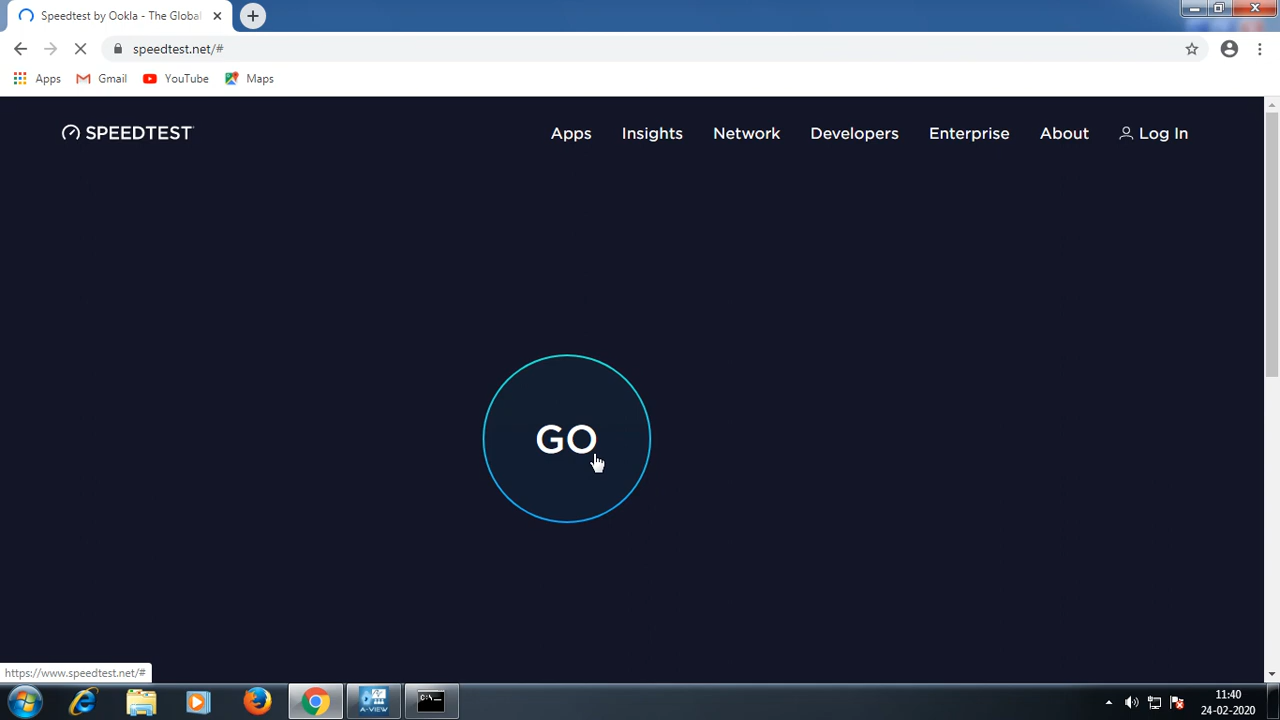 Speedtest by Ookla - The Global
speedtest.net/#
Apps Gmail YouTube Maps
SPEEDTEST
Apps Insights Network Developers Enterprise About Log In
GO
https://www.speedtest.net/#
A-VIEW
C:\_
11:40
24-02-2020